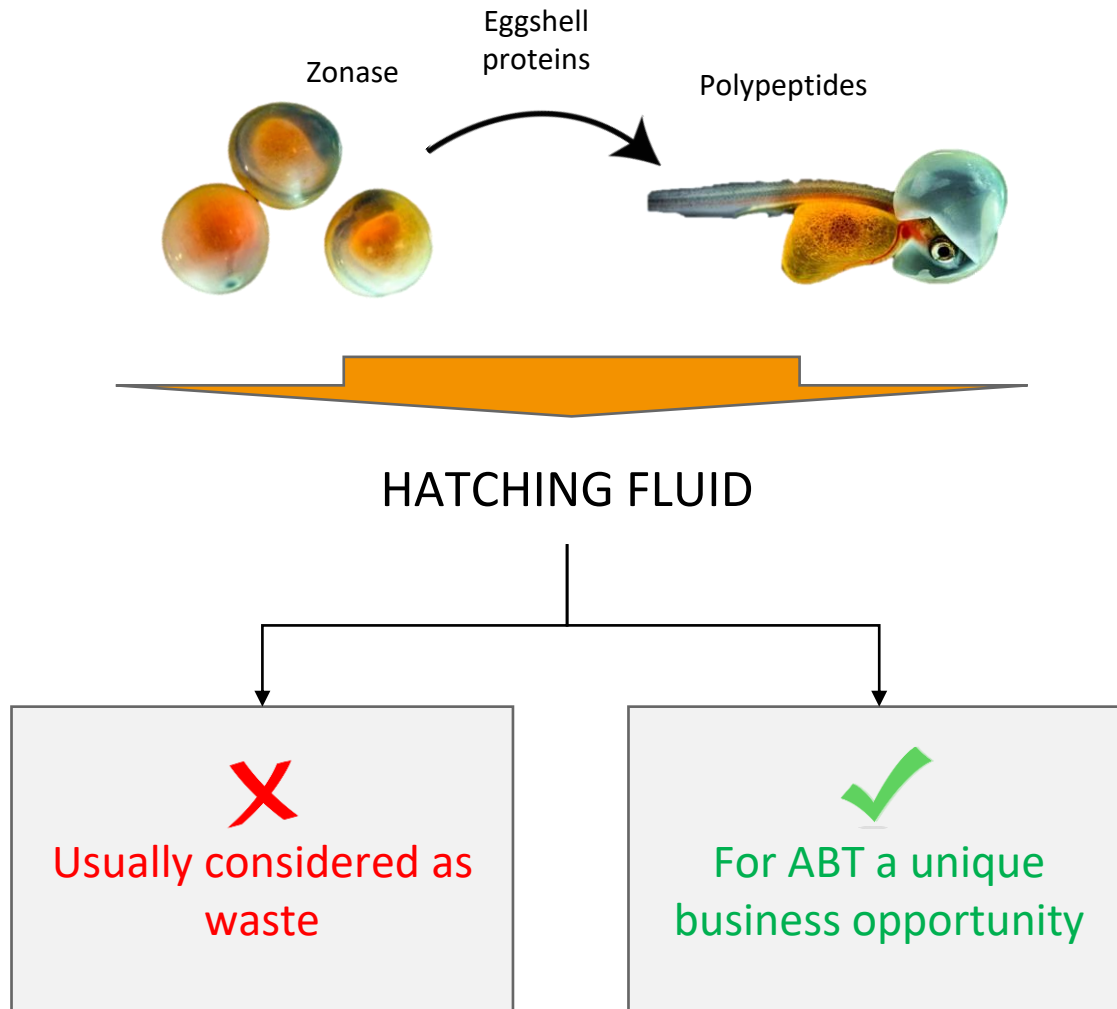 Zonase
Eggshell
proteins
Polypeptides
HATCHING FLUID
Usually considered as
waste
For ABT a unique
business opportunity